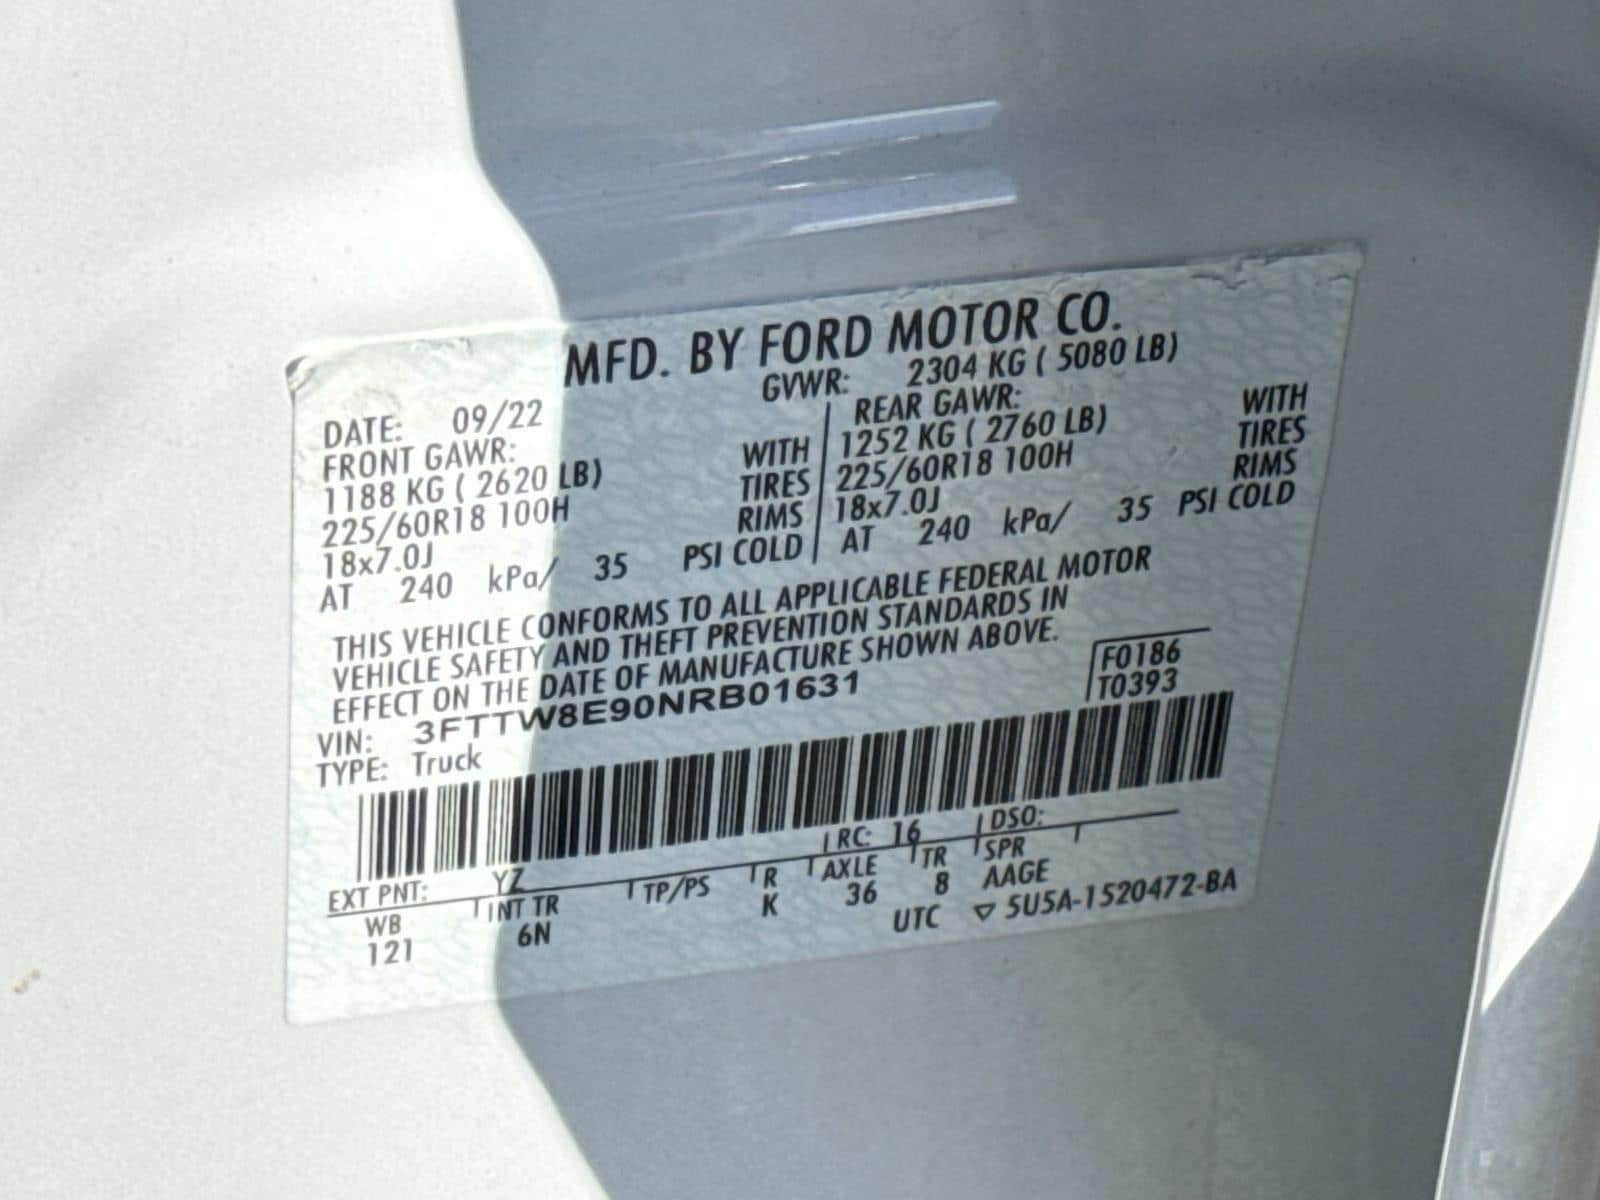 MFD. BY FORD MOTOR CO.
DATE: 09/22 GVWR: 2304 KG ( 5080 LB)
FRONT GAWR: REAR GAWR:
1188 KG ( 2620 LB) WITH 1252 KG ( 2760 LB) WITH
225/60R18 100H TIRES 225/60R18 100H TIRES
18x7.0J RIMS 18x7.0J RIMS
AT 240 kPa/ 35 PSI COLD AT 240 kPa/ 35 PSI COLD
THIS VEHICLE CONFORMS TO ALL APPLICABLE FEDERAL MOTOR
VEHICLE SAFETY AND THEFT PREVENTION STANDARDS IN
EFFECT ON THE DATE OF MANUFACTURE SHOWN ABOVE.
VIN: 3FTTW8E90NRB01631 F0186
TYPE: Truck T0393
EXT PNT: YZ RC: 16 DSO:
WB INT TR TP/PS R AXLE TR SPR
121 6N K 36 8 AAGE
UTC ▽ 5U5A-1520472-BA